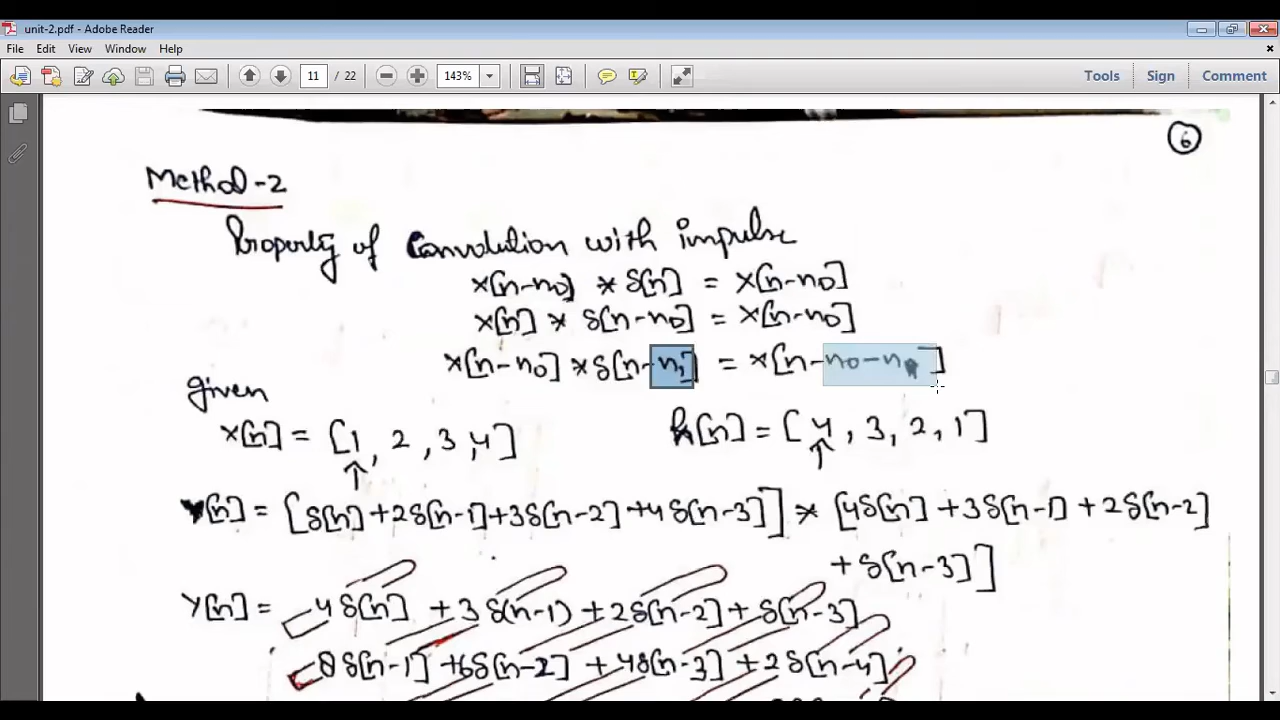 unit-2.pdf - Adobe Reader
File Edit View Window Help
11 / 22 143% Tools Sign Comment
6
Method-2
Property of Convolution with impulse
x[n-n0] * δ[n] = x[n-n0]
x[n] * δ[n-n0] = x[n-n0]
x[n-n0] * δ[n-n1] = x[n-n0-n1]
given
x[n] = [1, 2, 3, 4] h[n] = [4, 3, 2, 1]
↑ ↑
Y[n] = [δ[n]+2δ[n-1]+3δ[n-2]+4δ[n-3]] * [4δ[n]+3δ[n-1]+2δ[n-2]
+δ[n-3]]
Y[n] = 4δ[n] +3δ(n-1) +2δ[n-2]+δ[n-3]
8δ[n-1] +6δ[n-2] +4δ[n-3] +2δ[n-4]